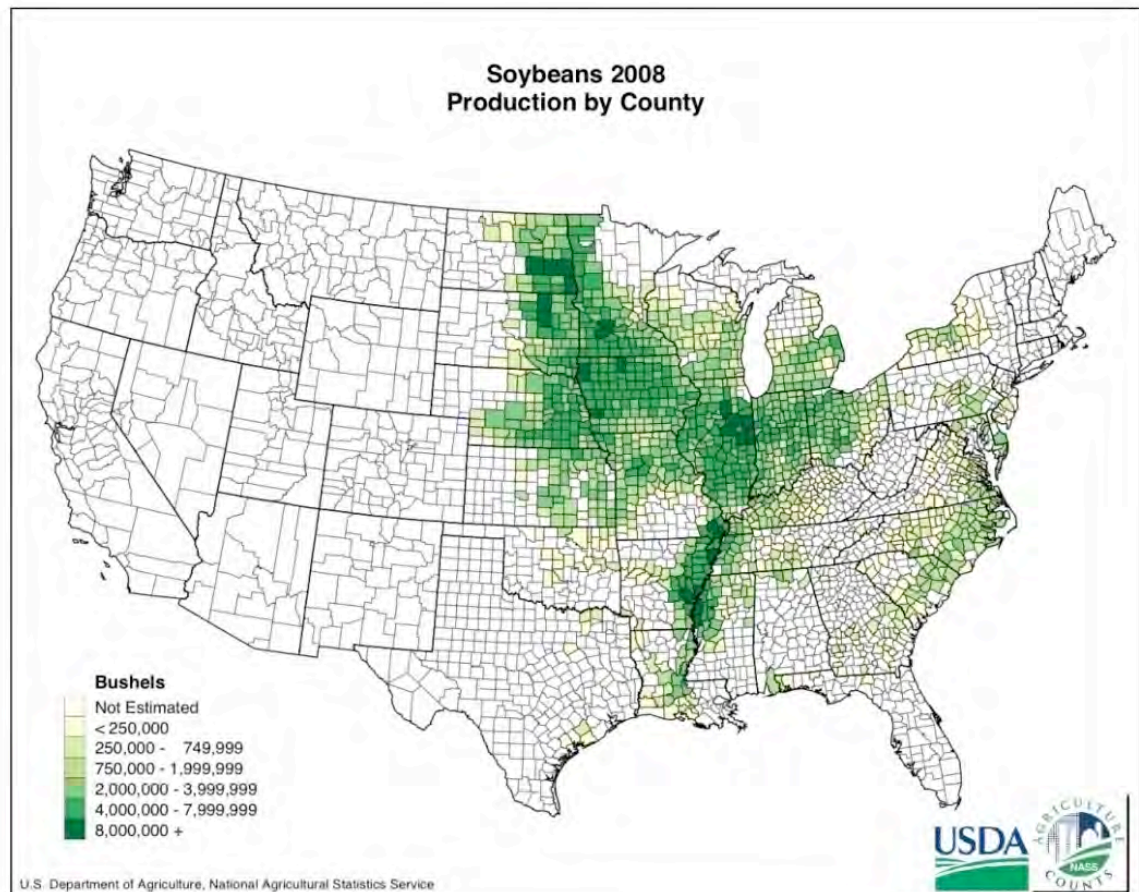 Soybeans 2008
Production by County
Bushels
Not Estimated
< 250,000
250,000 - 749,999
750,000 - 1,999,999
2,000,000 - 3,999,999
4,000,000 - 7,999,999
8,000,000 +
USDA
AGRICULTURE
NASS
COUNTS
U.S. Department of Agriculture, National Agricultural Statistics Service